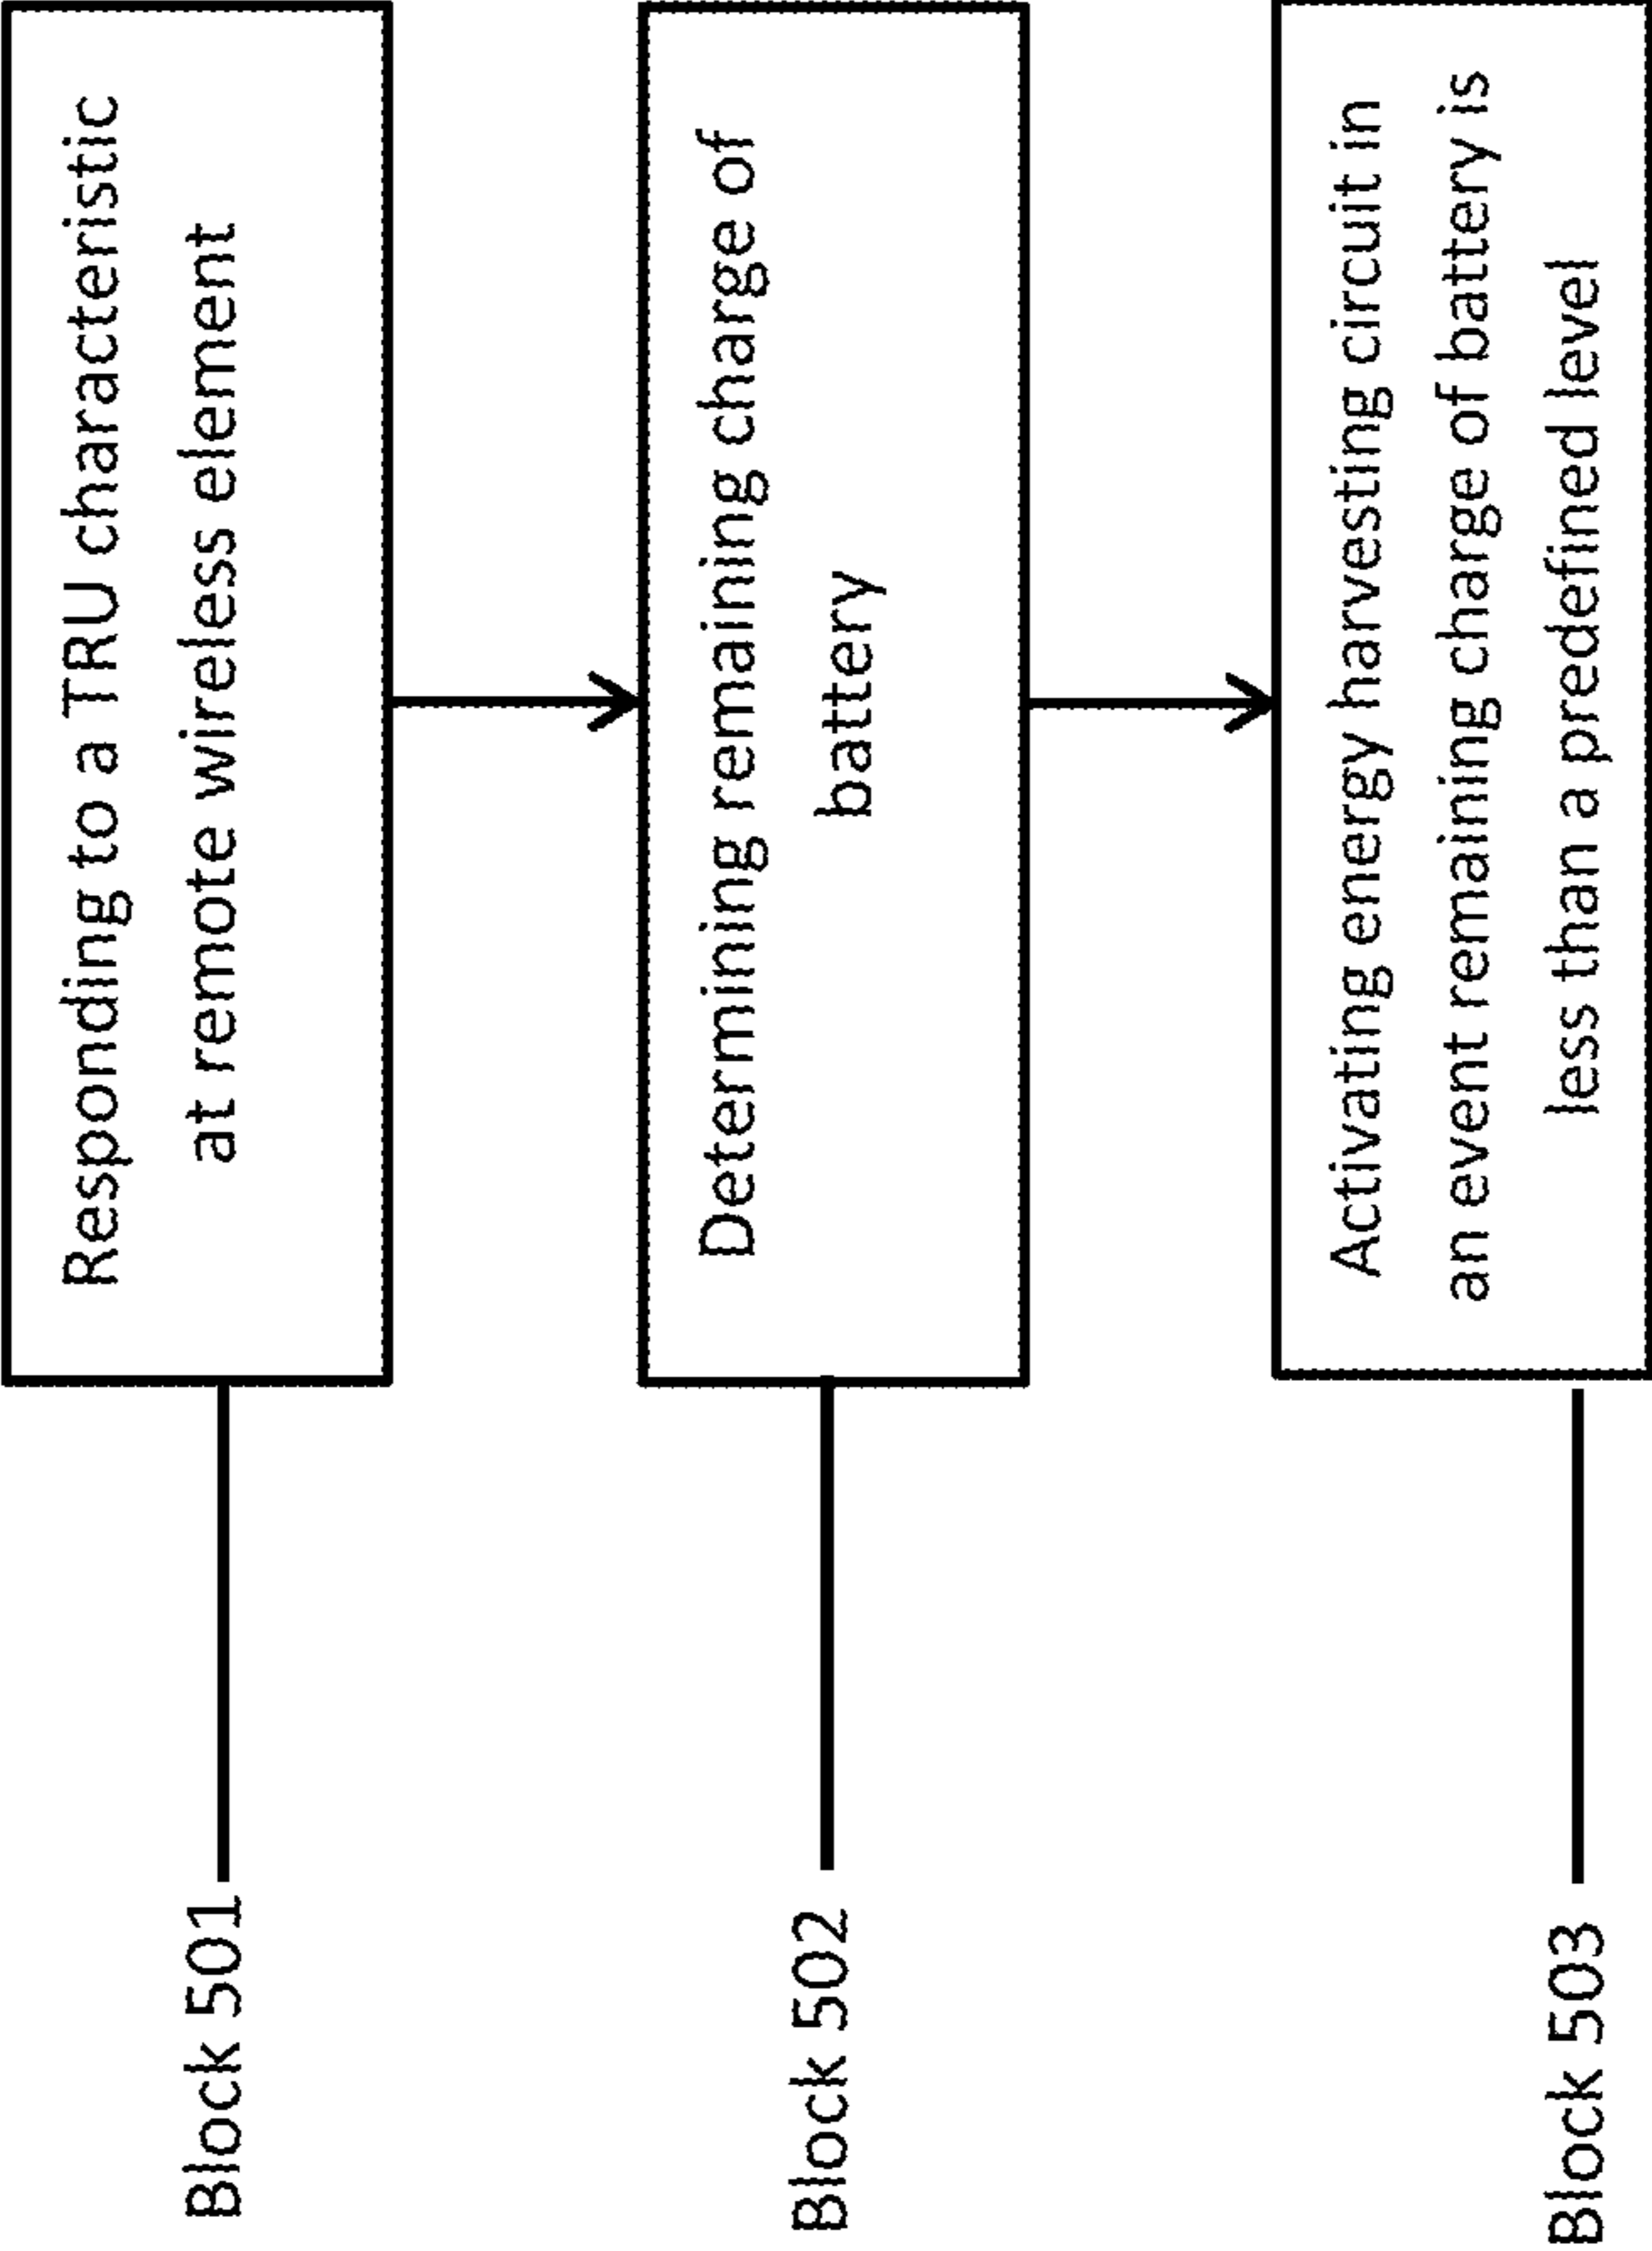 Block 501
Responding to a TRU characteristic
at remote wireless element
Block 502
Determining remaining charge of
battery
Block 503
Activating energy harvesting circuit in
an event remaining charge of battery is
less than a predefined level